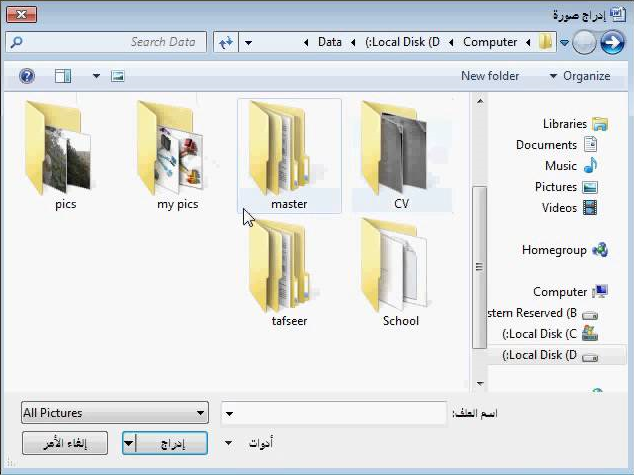 إدراج صورة
Computer
Local Disk (D:)
Data
Search Data
Organize
New folder
Libraries
Documents
Music
Pictures
Videos
Homegroup
Computer
stem Reserved (B
Local Disk (C:)
Local Disk (D:)
CV
master
my pics
pics
School
tafseer
اسم الملف:
All Pictures
أدوات
إدراج
إلغاء الأمر